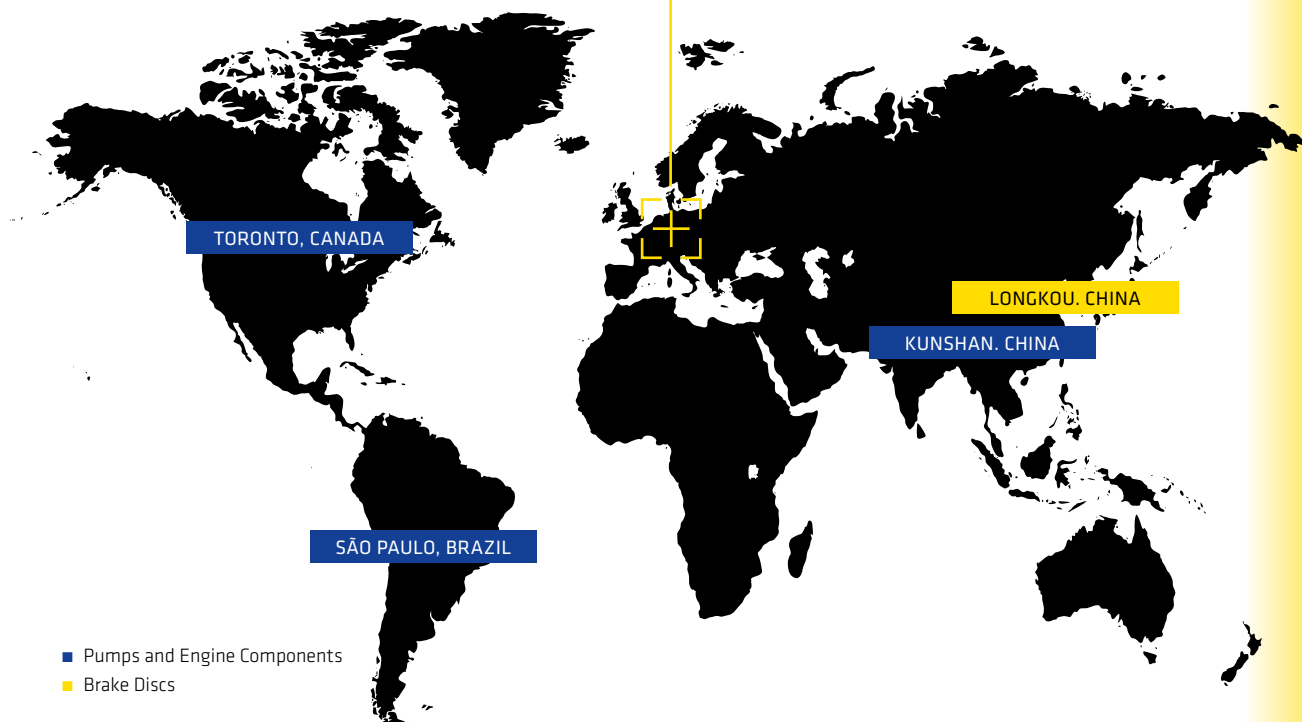 TORONTO, CANADA
LONGKOU. CHINA
KUNSHAN. CHINA
SÃO PAULO, BRAZIL
Pumps and Engine Components
Brake Discs